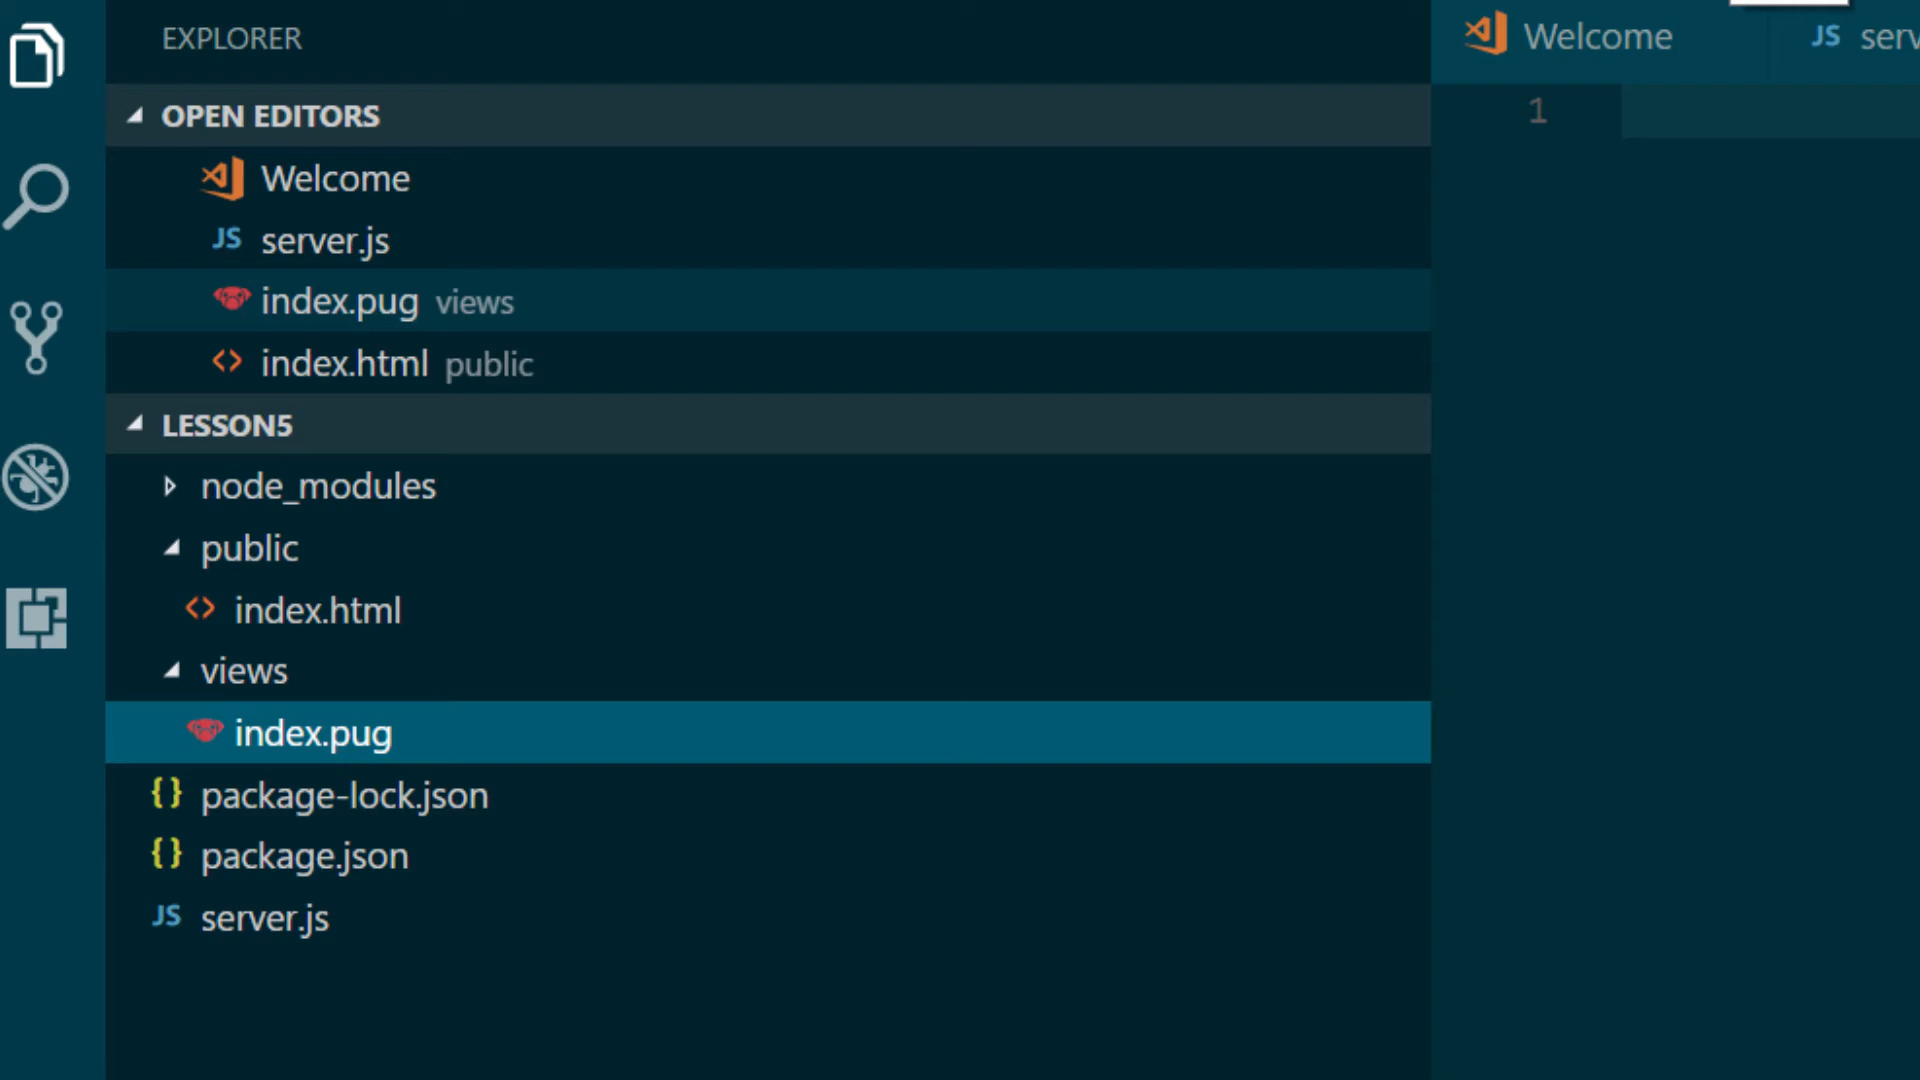 EXPLORER
OPEN EDITORS
Welcome
JS server.js
index.pug views
<> index.html public
LESSON5
node_modules
public
<> index.html
views
index.pug
{} package-lock.json
{} package.json
JS server.js
Welcome JS serv
1